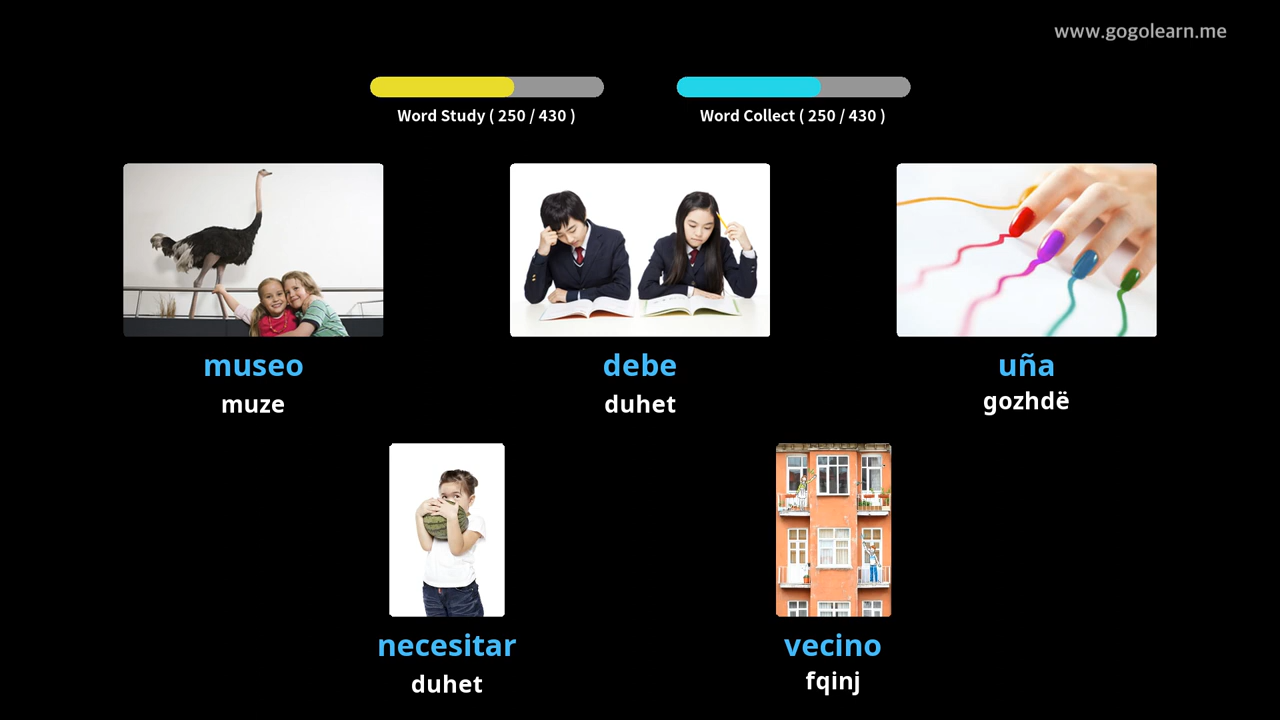 www.gogolearn.me
Word Study ( 250 / 430 )
Word Collect ( 250 / 430 )
museo
muze
debe
duhet
uña
gozhdë
necesitar
duhet
vecino
fqinj